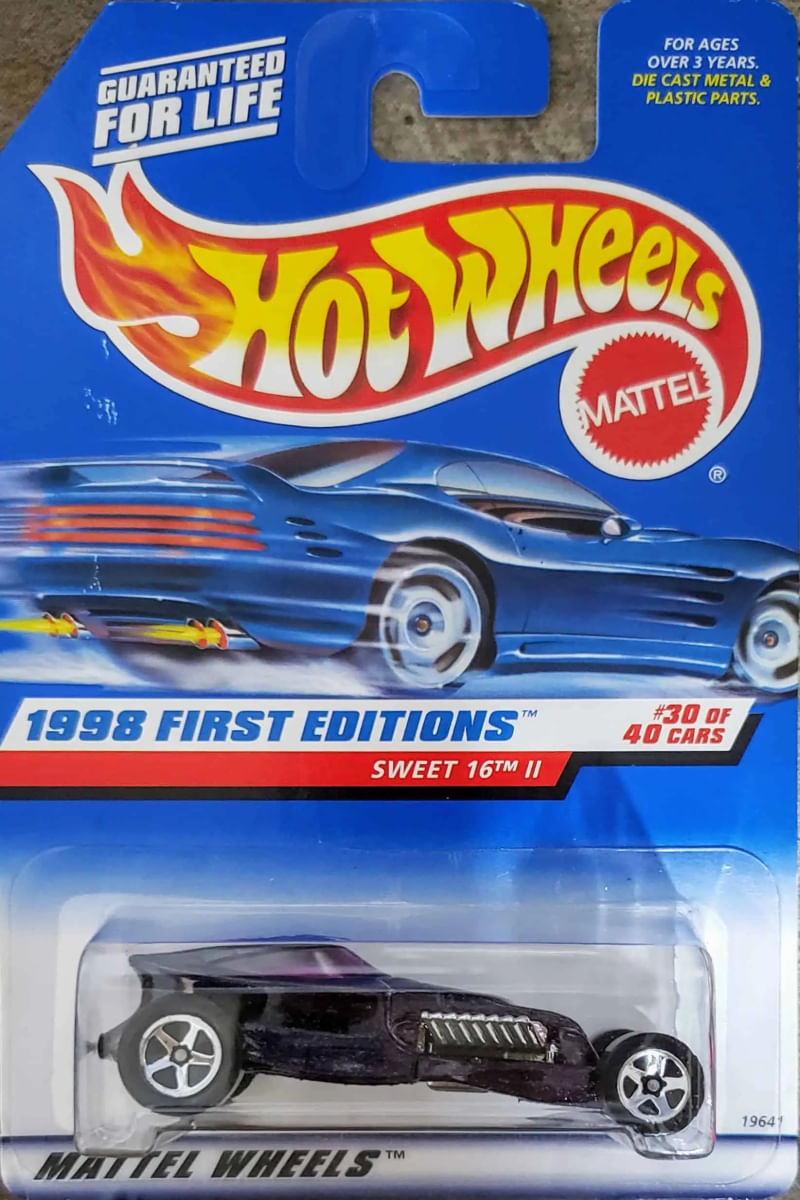 GUARANTEED
FOR LIFE
FOR AGES
OVER 3 YEARS.
DIE CAST METAL &
PLASTIC PARTS.
HOT WHEELS
MATTEL
®
1998 FIRST EDITIONS™
#30 OF
40 CARS
SWEET 16™ II
19641
MATTEL WHEELS™